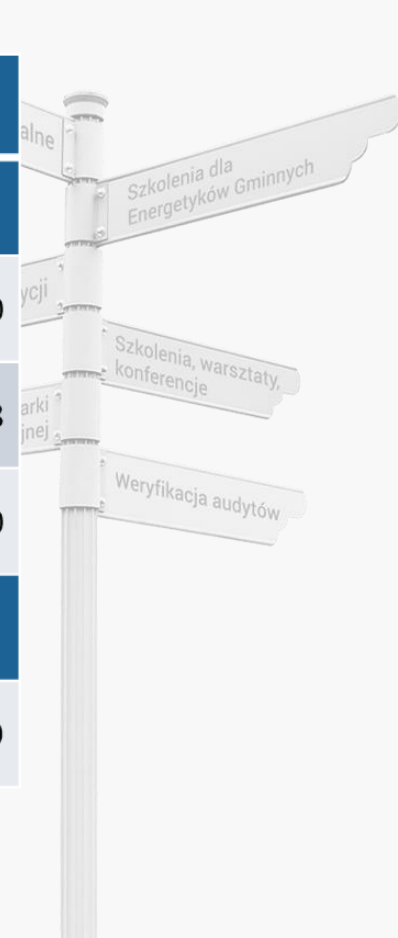 alne
Szkolenia dla
Energetyków Gminnych
ycji
Szkolenia, warsztaty,
konferencje
arki
jnej
Weryfikacja audytów